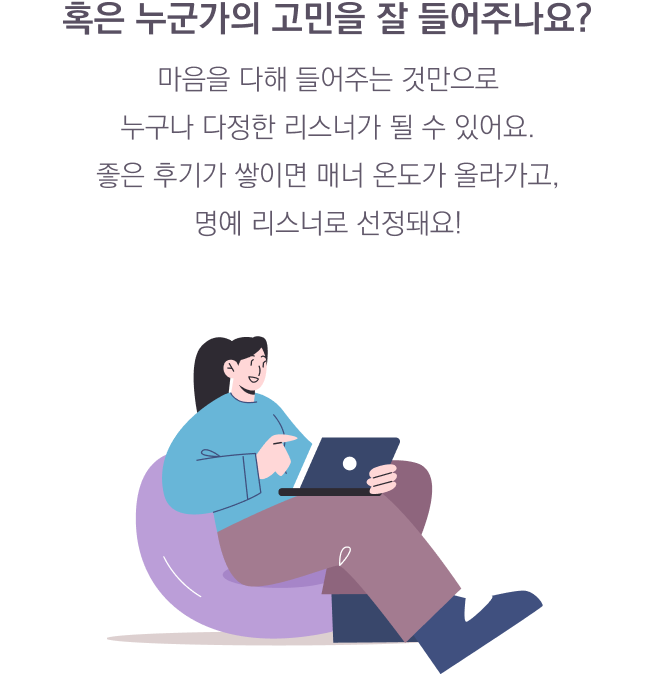 혹은 누군가의 고민을 잘 들어주나요?
마음을 다해 들어주는 것만으로
누구나 다정한 리스너가 될 수 있어요.
좋은 후기가 쌓이면 매너 온도가 올라가고,
명예 리스너로 선정돼요!